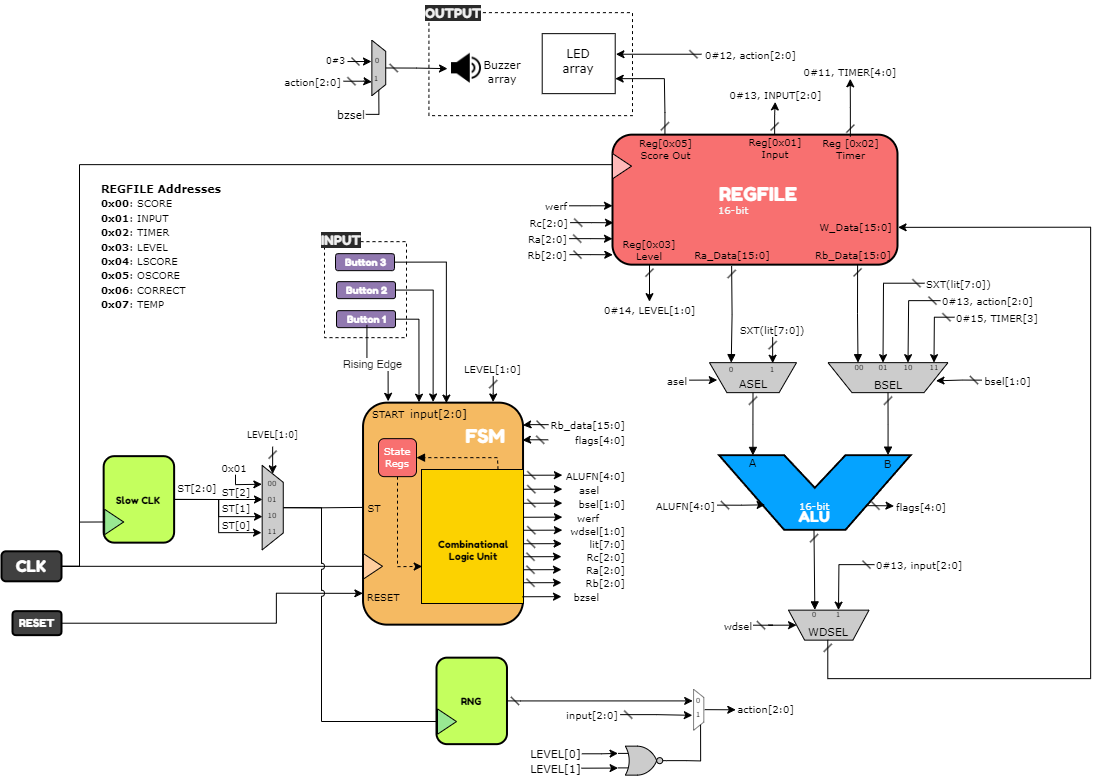 OUTPUT
0#3
0
action[2:0]
1
bzsel
Buzzer
array
LED
array
0#12, action[2:0]
0#11, TIMER[4:0]
0#13, INPUT[2:0]
Reg[0x05]
Score Out
Reg[0x01]
Input
Reg [0x02]
Timer
REGFILE
16-bit
W_Data[15:0]
Reg[0x03]
Level
Ra_Data[15:0]
Rb_Data[15:0]
werf
Rc[2:0]
Ra[2:0]
Rb[2:0]
0#14, LEVEL[1:0]
REGFILE Addresses
0x00: SCORE
0x01: INPUT
0x02: TIMER
0x03: LEVEL
0x04: LSCORE
0x05: OSCORE
0x06: CORRECT
0x07: TEMP
INPUT
Button 3
Button 2
Button 1
Rising Edge
SXT(lit[7:0])
0#13, action[2:0]
0#15, TIMER[3]
SXT(lit[7:0])
asel
0
1
ASEL
00
01
10
11
BSEL
bsel[1:0]
LEVEL[1:0]
START
input[2:0]
FSM
State
Regs
Combinational
Logic Unit
ST
RESET
Rb_data[15:0]
flags[4:0]
ALUFN[4:0]
asel
bsel[1:0]
werf
wdsel[1:0]
lit[7:0]
Rc[2:0]
Ra[2:0]
Rb[2:0]
bzsel
LEVEL[1:0]
0x01
00
ST[2:0]
ST[2]
01
ST[1]
10
ST[0]
11
Slow CLK
CLK
RESET
A
B
16-bit
ALU
ALUFN[4:0]
flags[4:0]
0#13, input[2:0]
0
1
WDSEL
wdsel
RNG
0
input[2:0]
1
action[2:0]
LEVEL[0]
LEVEL[1]